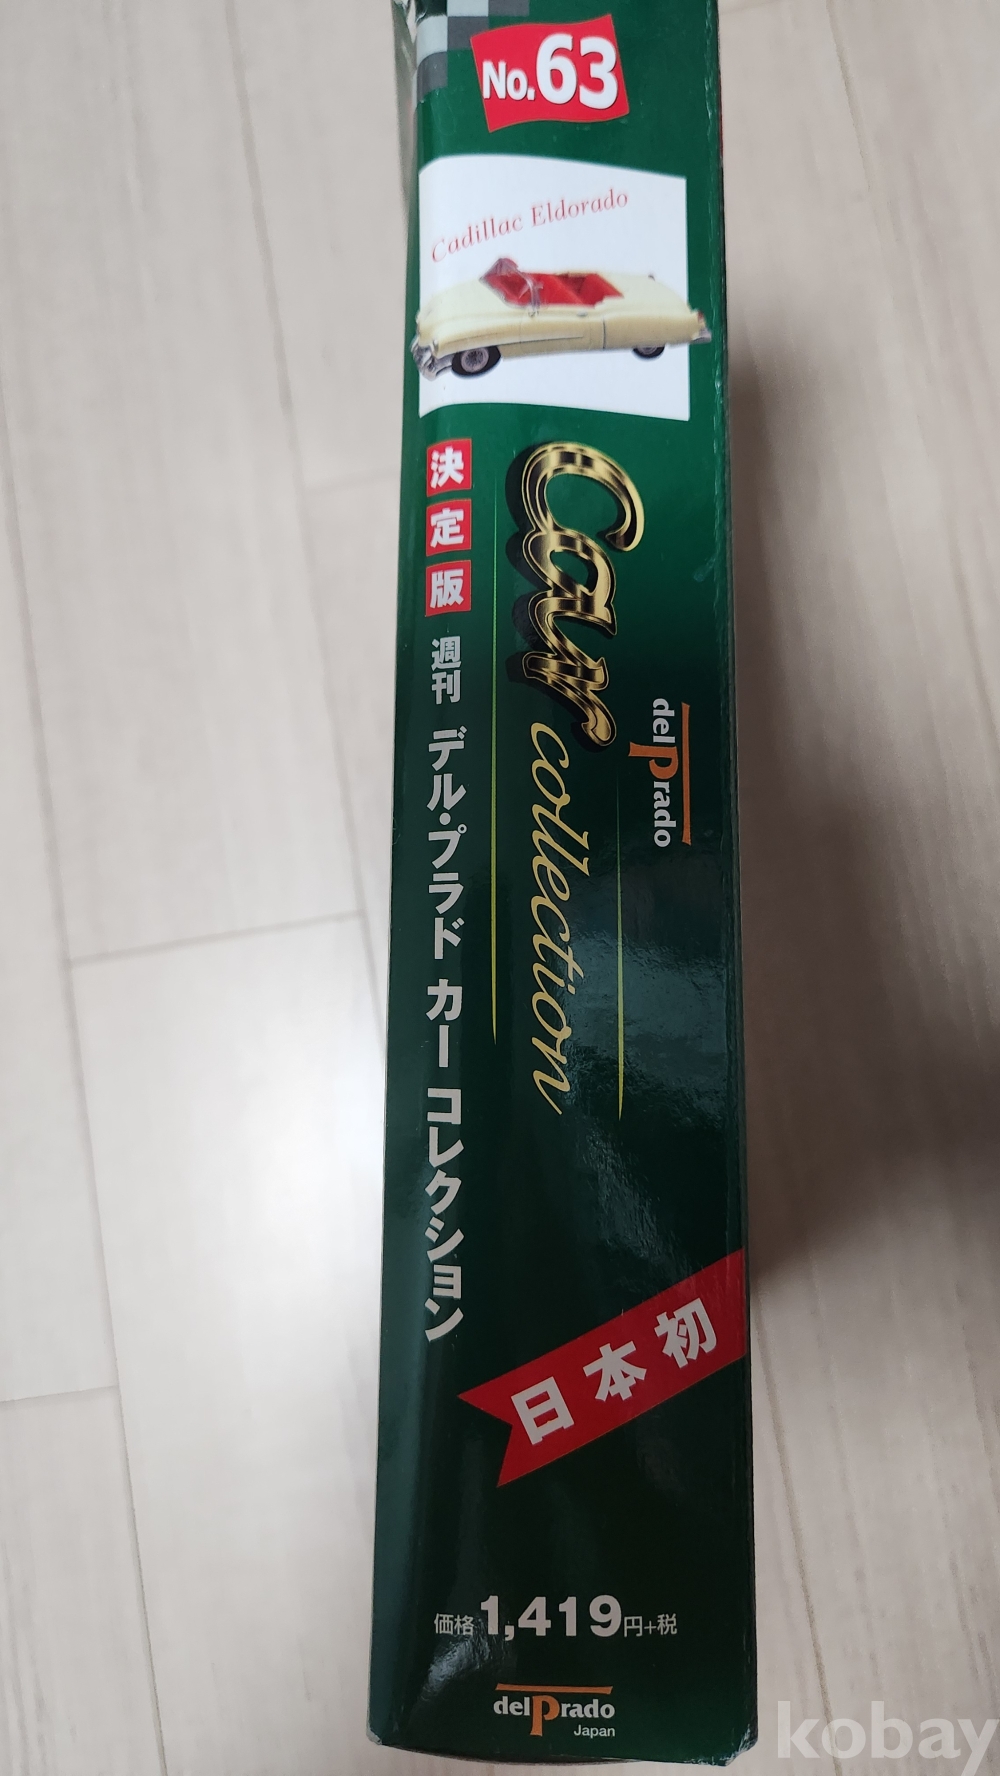 No.63
Cadillac Eldorado
決定版 週刊 デル・プラド カー コレクション
Car collection
del Prado
日本初
価格 1,419円+税
del Prado
Japan
kobay